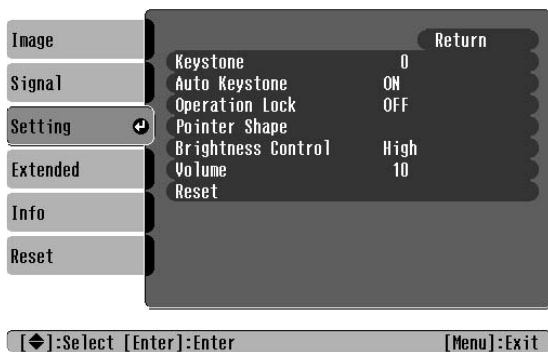 Image
Signal
Setting
Extended
Info
Reset
Return
Keystone 0
Auto Keystone ON
Operation Lock OFF
Pointer Shape
Brightness Control High
Volume 10
Reset
[◆]:Select [Enter]:Enter [Menu]:Exit